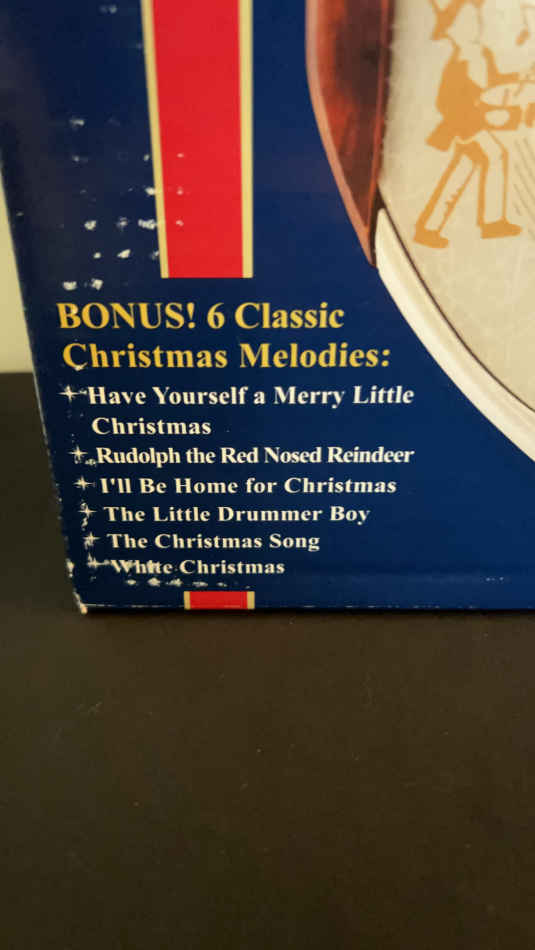 BONUS! 6 Classic
Christmas Melodies:
Have Yourself a Merry Little
Christmas
Rudolph the Red Nosed Reindeer
I'll Be Home for Christmas
The Little Drummer Boy
The Christmas Song
White Christmas